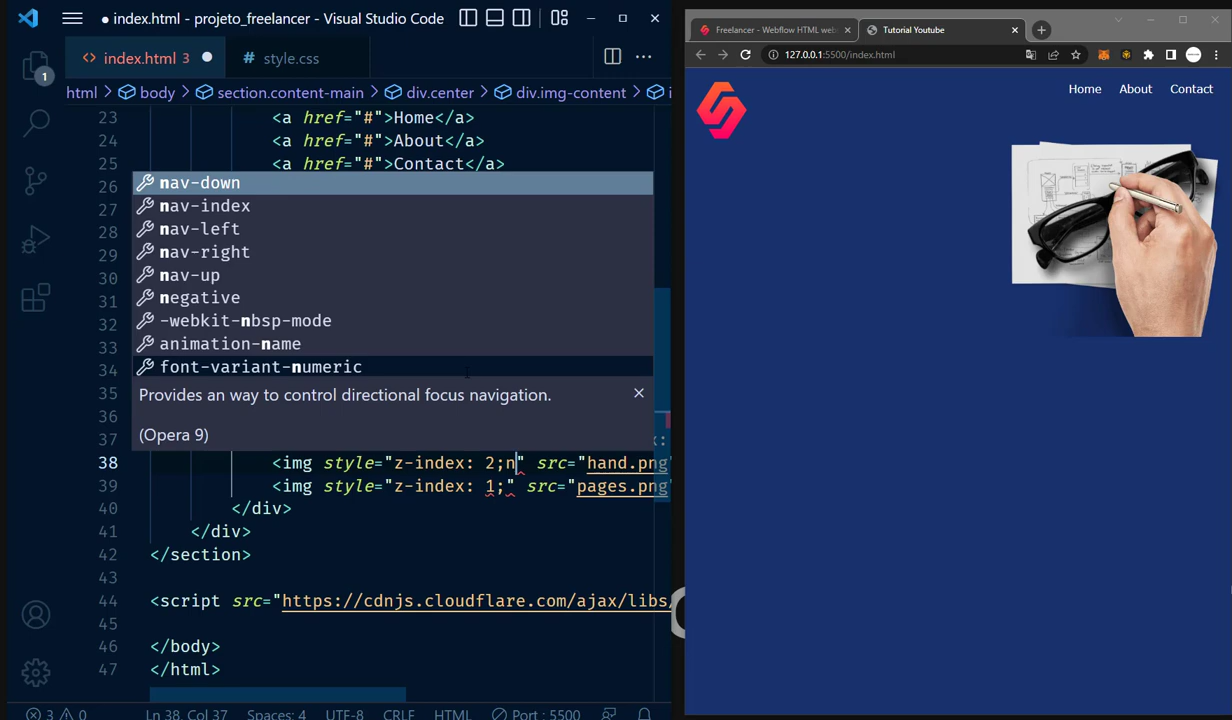 ● index.html - projeto_freelancer - Visual Studio Code
<> index.html 3 ●
style.css
html > body > section.content-main > div.center > div.img-content >
23 <a href="#">Home</a>
24 <a href="#">About</a>
25 <a href="#">Contact</a>
26 nav-down
27 nav-index
28 nav-left
29 nav-right
30 nav-up
31 negative
32 -webkit-nbsp-mode
33 animation-name
34 font-variant-numeric
35 Provides an way to control directional focus navigation.
36
(Opera 9)
37
38 <img style="z-index: 2;n" src="hand.png"
39 <img style="z-index: 1;" src="pages.png
40 </div>
41 </div>
42 </section>
43
44 <script src="https://cdnjs.cloudflare.com/ajax/libs/
45
46 </body>
47 </html>
1
3 0 Ln 38, Col 37 Spaces: 4 UTF-8 CRLF HTML Port : 5500
Freelancer - Webflow HTML web
Tutorial Youtube
127.0.0.1:5500/index.html
Home About Contact